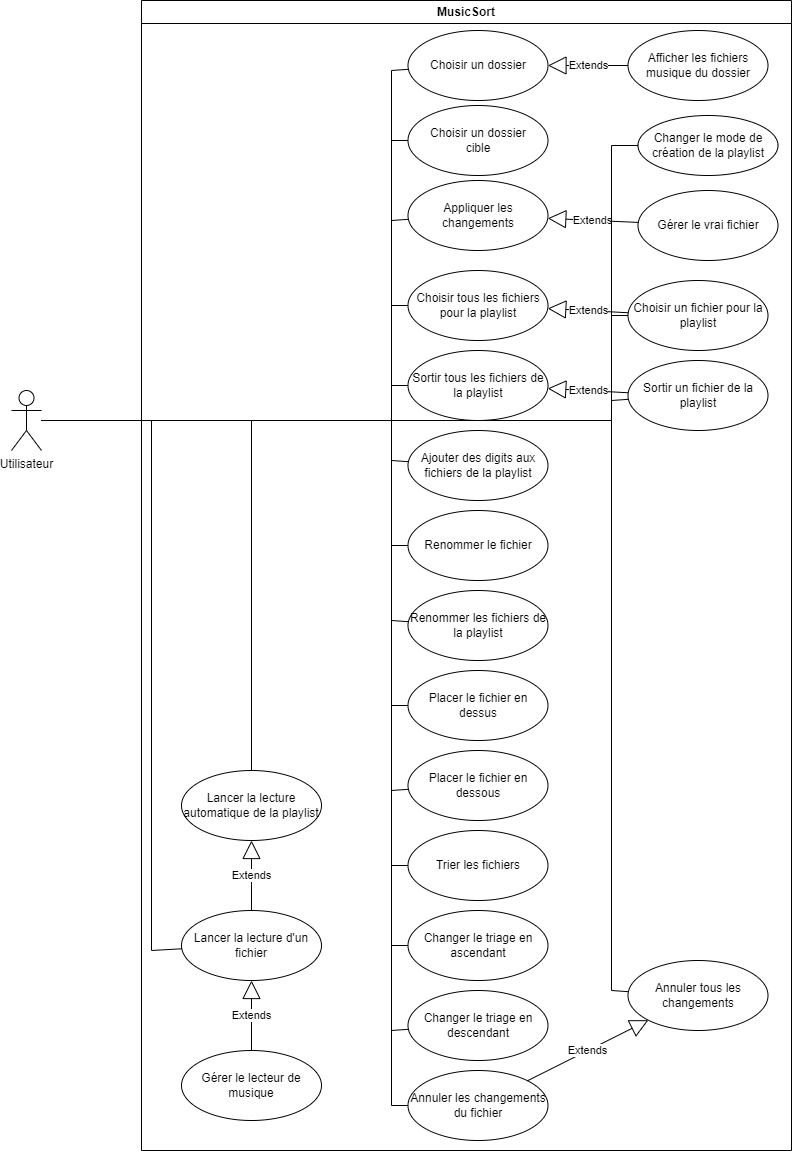 MusicSort
Choisir un dossier
Extends
Afficher les fichiers
musique du dossier
Choisir un dossier
cible
Changer le mode de
création de la playlist
Appliquer les
changements
Extends
Gérer le vrai fichier
Choisir tous les fichiers
pour la playlist
Extends
Choisir un fichier pour la
playlist
Sortir tous les fichiers de
la playlist
Extends
Sortir un fichier de la
playlist
Utilisateur
Ajouter des digits aux
fichiers de la playlist
Renommer le fichier
Renommer les fichiers de
la playlist
Placer le fichier en
dessus
Placer le fichier en
dessous
Lancer la lecture
automatique de la playlist
Trier les fichiers
Extends
Lancer la lecture d'un
fichier
Changer le triage en
ascendant
Annuler tous les
changements
Extends
Changer le triage en
descendant
Extends
Gérer le lecteur de
musique
Annuler les changements
du fichier